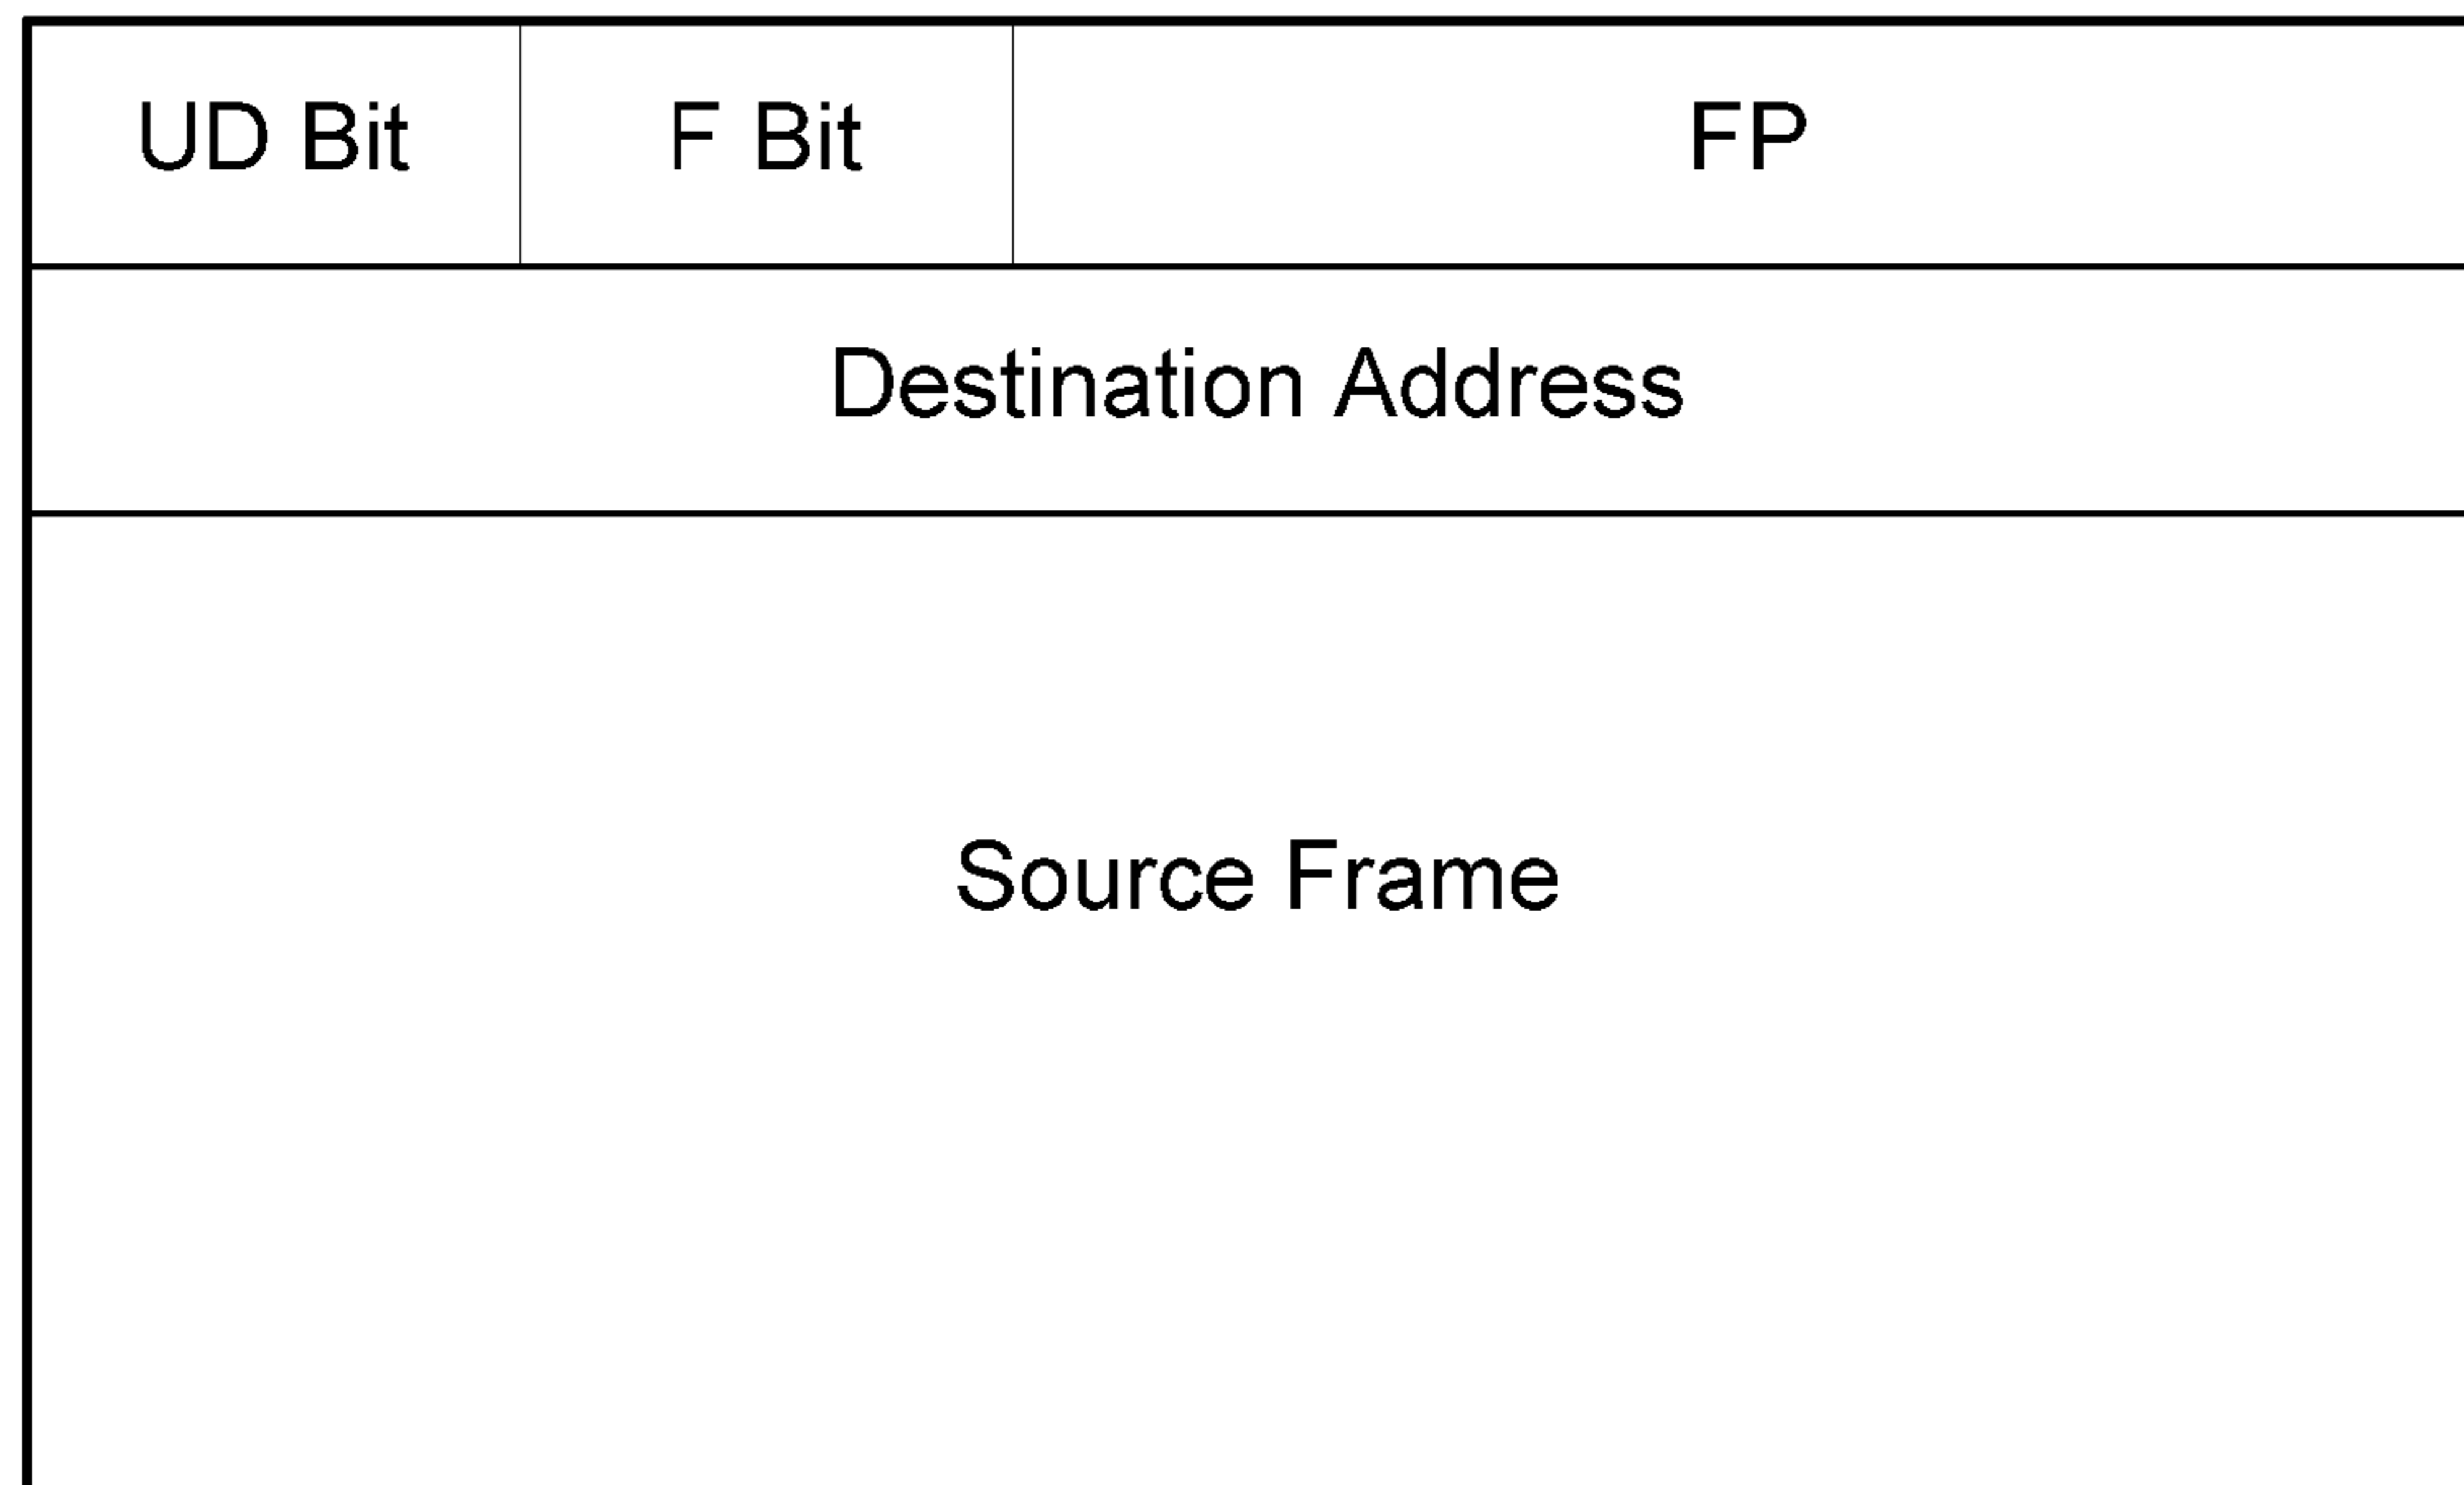 UD Bit F Bit FP
Destination Address
Source Frame